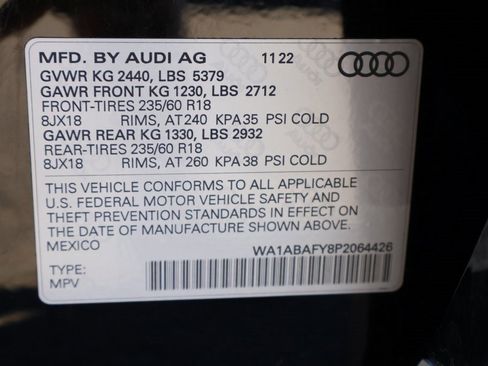 MFD. BY AUDI AG 11 22
GVWR KG 2440, LBS 5379
GAWR FRONT KG 1230, LBS 2712
FRONT-TIRES 235/60 R18
8JX18 RIMS, AT 240 KPA 35 PSI COLD
GAWR REAR KG 1330, LBS 2932
REAR-TIRES 235/60 R18
8JX18 RIMS, AT 260 KPA 38 PSI COLD
THIS VEHICLE CONFORMS TO ALL APPLICABLE
U.S. FEDERAL MOTOR VEHICLE SAFETY AND
THEFT PREVENTION STANDARDS IN EFFECT ON
THE DATE OF MANUFACTURE SHOWN ABOVE.
MEXICO WA1ABAFY8P2064426
TYPE:
MPV